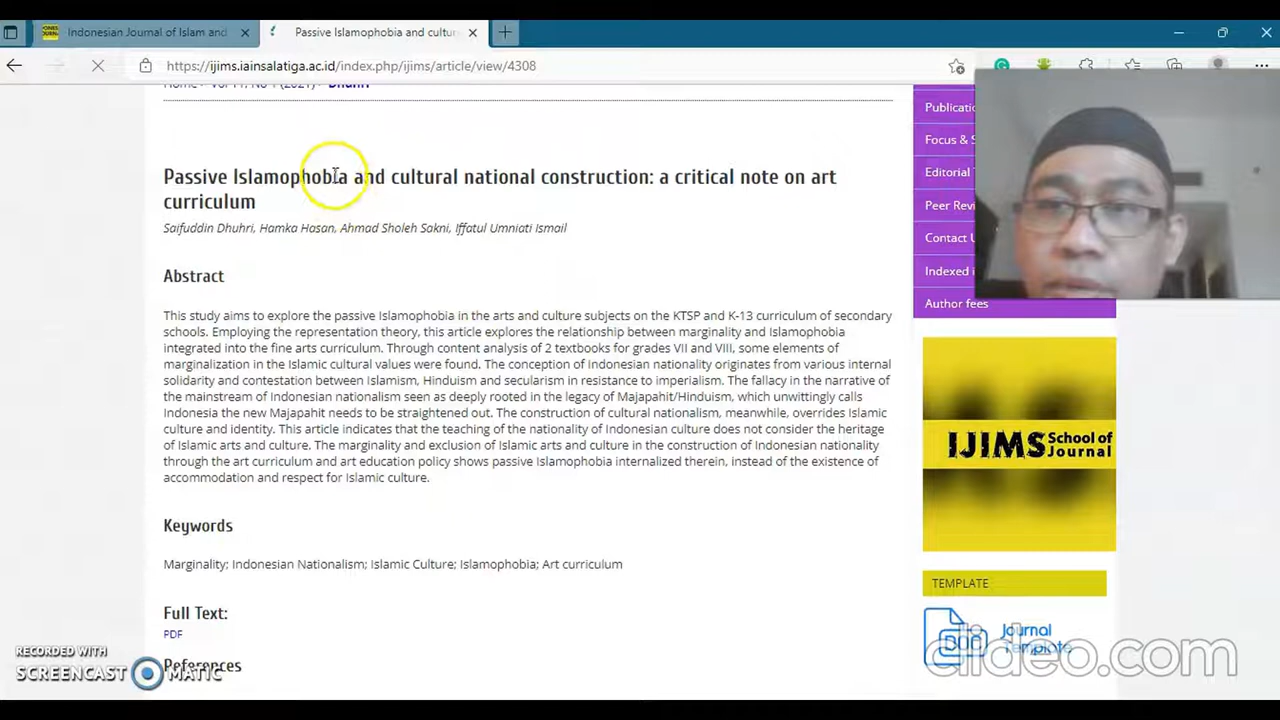 Indonesian Journal of Islam and
Passive Islamophobia and cultur
https://ijims.iainsalatiga.ac.id/index.php/ijims/article/view/4308
Home Vol 11, No 1 (2021) Dhuhri
Passive Islamophobia and cultural national construction: a critical note on art
curriculum
Saifuddin Dhuhri, Hamka Hasan, Ahmad Sholeh Sakni, Iffatul Umniati Ismail
Abstract
This study aims to explore the passive Islamophobia in the arts and culture subjects on the KTSP and K-13 curriculum of secondary
schools. Employing the representation theory, this article explores the relationship between marginality and Islamophobia
integrated into the fine arts curriculum. Through content analysis of 2 textbooks for grades VII and VIII, some elements of
marginalization in the Islamic cultural values were found. The conception of Indonesian nationality originates from various internal
solidarity and contestation between Islamism, Hinduism and secularism in resistance to imperialism. The fallacy in the narrative of
the mainstream of Indonesian nationalism seen as deeply rooted in the legacy of Majapahit/Hinduism, which unwittingly calls
Indonesia the new Majapahit needs to be straightened out. The construction of cultural nationalism, meanwhile, overrides Islamic
culture and identity. This article indicates that the teaching of the nationality of Indonesian culture does not consider the heritage
of Islamic arts and culture. The marginality and exclusion of Islamic arts and culture in the construction of Indonesian nationality
through the art curriculum and art education policy shows passive Islamophobia internalized therein, instead of the existence of
accommodation and respect for Islamic culture.
Keywords
Marginality; Indonesian Nationalism; Islamic Culture; Islamophobia; Art curriculum
Full Text:
PDF
References
Publicatio
Focus & S
Editorial T
Peer Revi
Contact U
Indexed i
Author fees
IJIMS School of
Journal
TEMPLATE
DOC
Journal
Template
RECORDED WITH
SCREENCAST MATIC
clideo.com